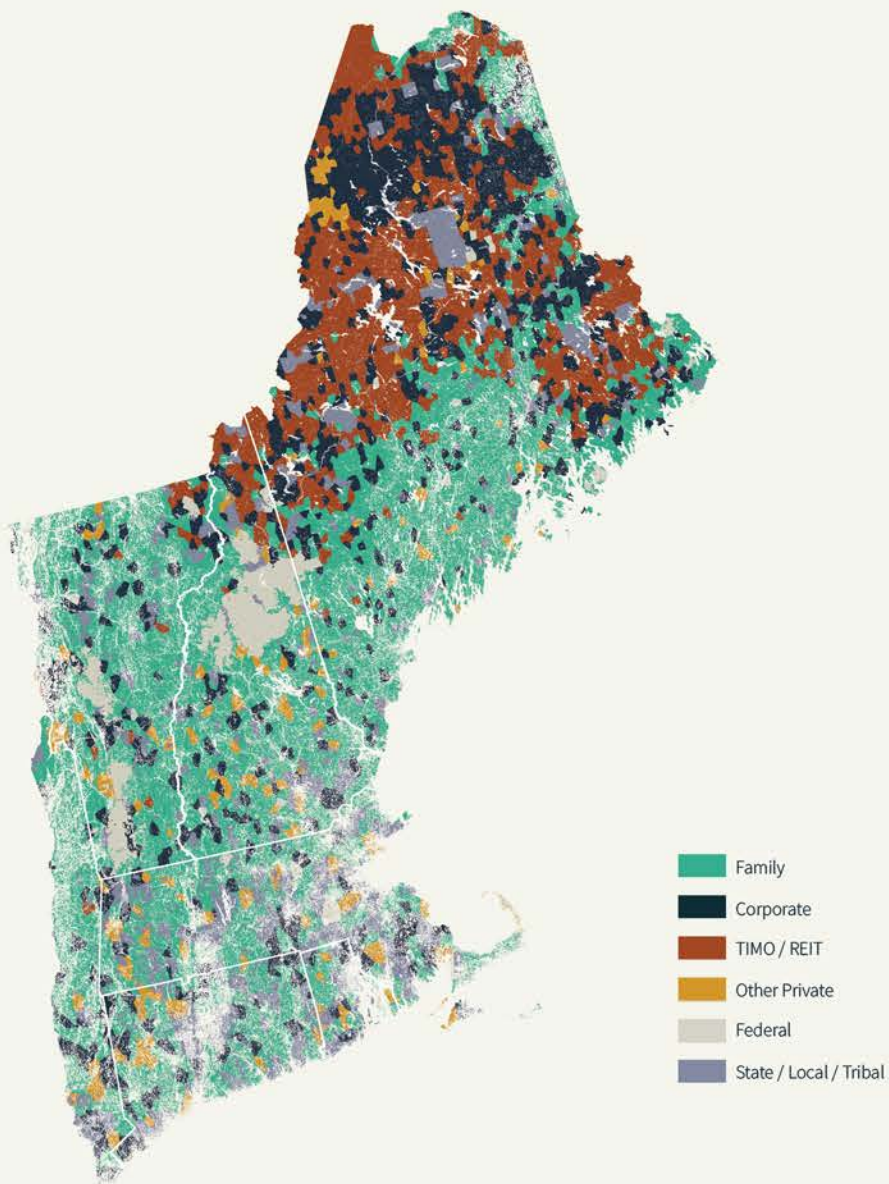 Family
Corporate
TIMO / REIT
Other Private
Federal
State / Local / Tribal